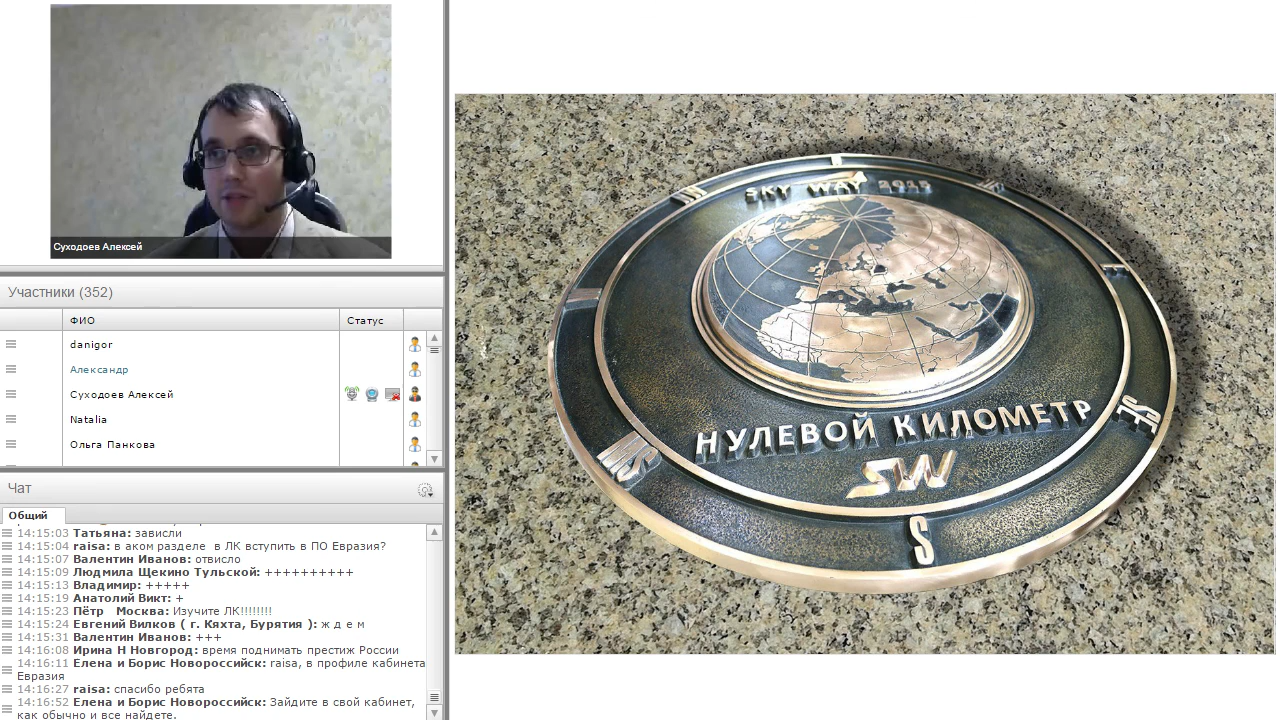 Суходоев Алексей
Участники (352)
ФИО
Статус
danigor
Александр
Суходоев Алексей
Natalia
Ольга Панкова
Чат
Общий
14:15:03 Татьяна: зависли
14:15:04 raisa: в аком разделе в ЛК вступить в ПО Евразия?
14:15:07 Валентин Иванов: отвисло
14:15:09 Людмила Щекино Тульской: ++++++++++
14:15:13 Владимир: +++++
14:15:19 Анатолий Викт: +
14:15:23 Пётр Москва: Изучите ЛК!!!!!!!!
14:15:24 Евгений Вилков ( г. Кяхта, Бурятия ): ж д е м
14:15:31 Валентин Иванов: +++
14:16:08 Ирина Н Новгород: время поднимать престиж России
14:16:11 Елена и Борис Новороссийск: raisa, в профиле кабинета
Евразия
14:16:27 raisa: спасибо ребята
14:16:52 Елена и Борис Новороссийск: Зайдите в свой кабинет,
как обычно и все найдете.
SKY WAY 2015
НУЛЕВОЙ КИЛОМЕТР
SW
S